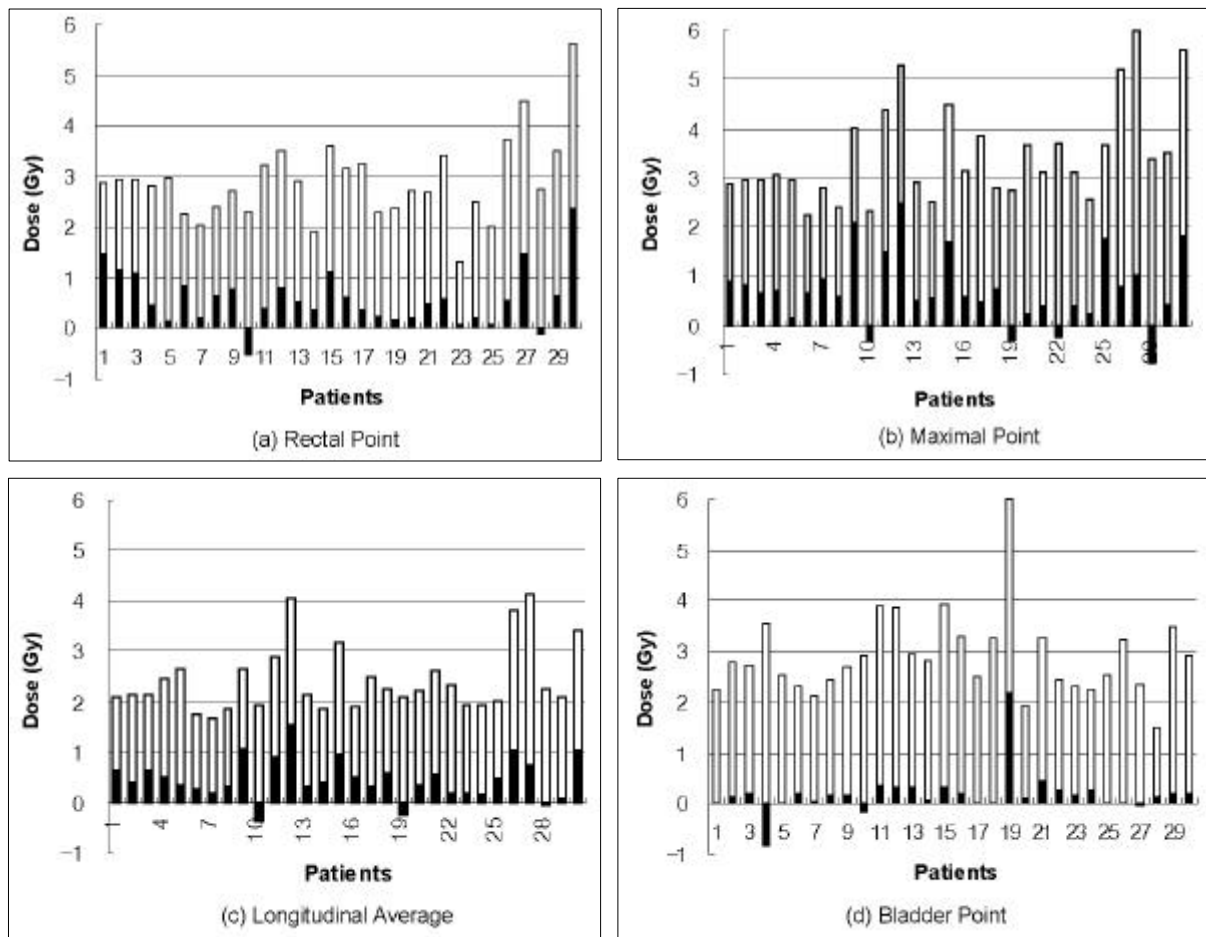 6
5
4
3
2
1
0
−1
Dose (Gy)
1 3 5 7 9 11 13 15 17 19 21 23 25 27 29
Patients
(a) Rectal Point
6
5
4
3
2
1
0
−1
Dose (Gy)
1 4 7 10 13 16 19 22 25
Patients
(b) Maximal Point
6
5
4
3
2
1
0
−1
Dose (Gy)
1 4 7 10 13 16 19 22 25 28
Patients
(c) Longitudinal Average
6
5
4
3
2
1
0
−1
Dose (Gy)
1 3 5 7 9 11 13 15 17 19 21 23 25 27 29
Patients
(d) Bladder Point